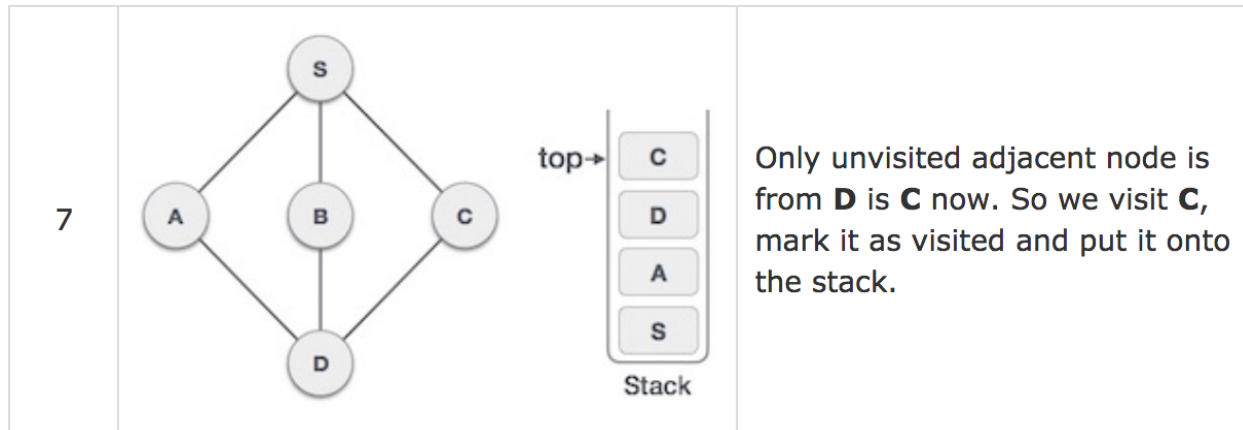 7
S
A
B
C
D
top
C
D
A
S
Stack
Only unvisited adjacent node is
from D is C now. So we visit C,
mark it as visited and put it onto
the stack.